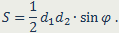 S = 1/2 d₁d₂ · sin φ.